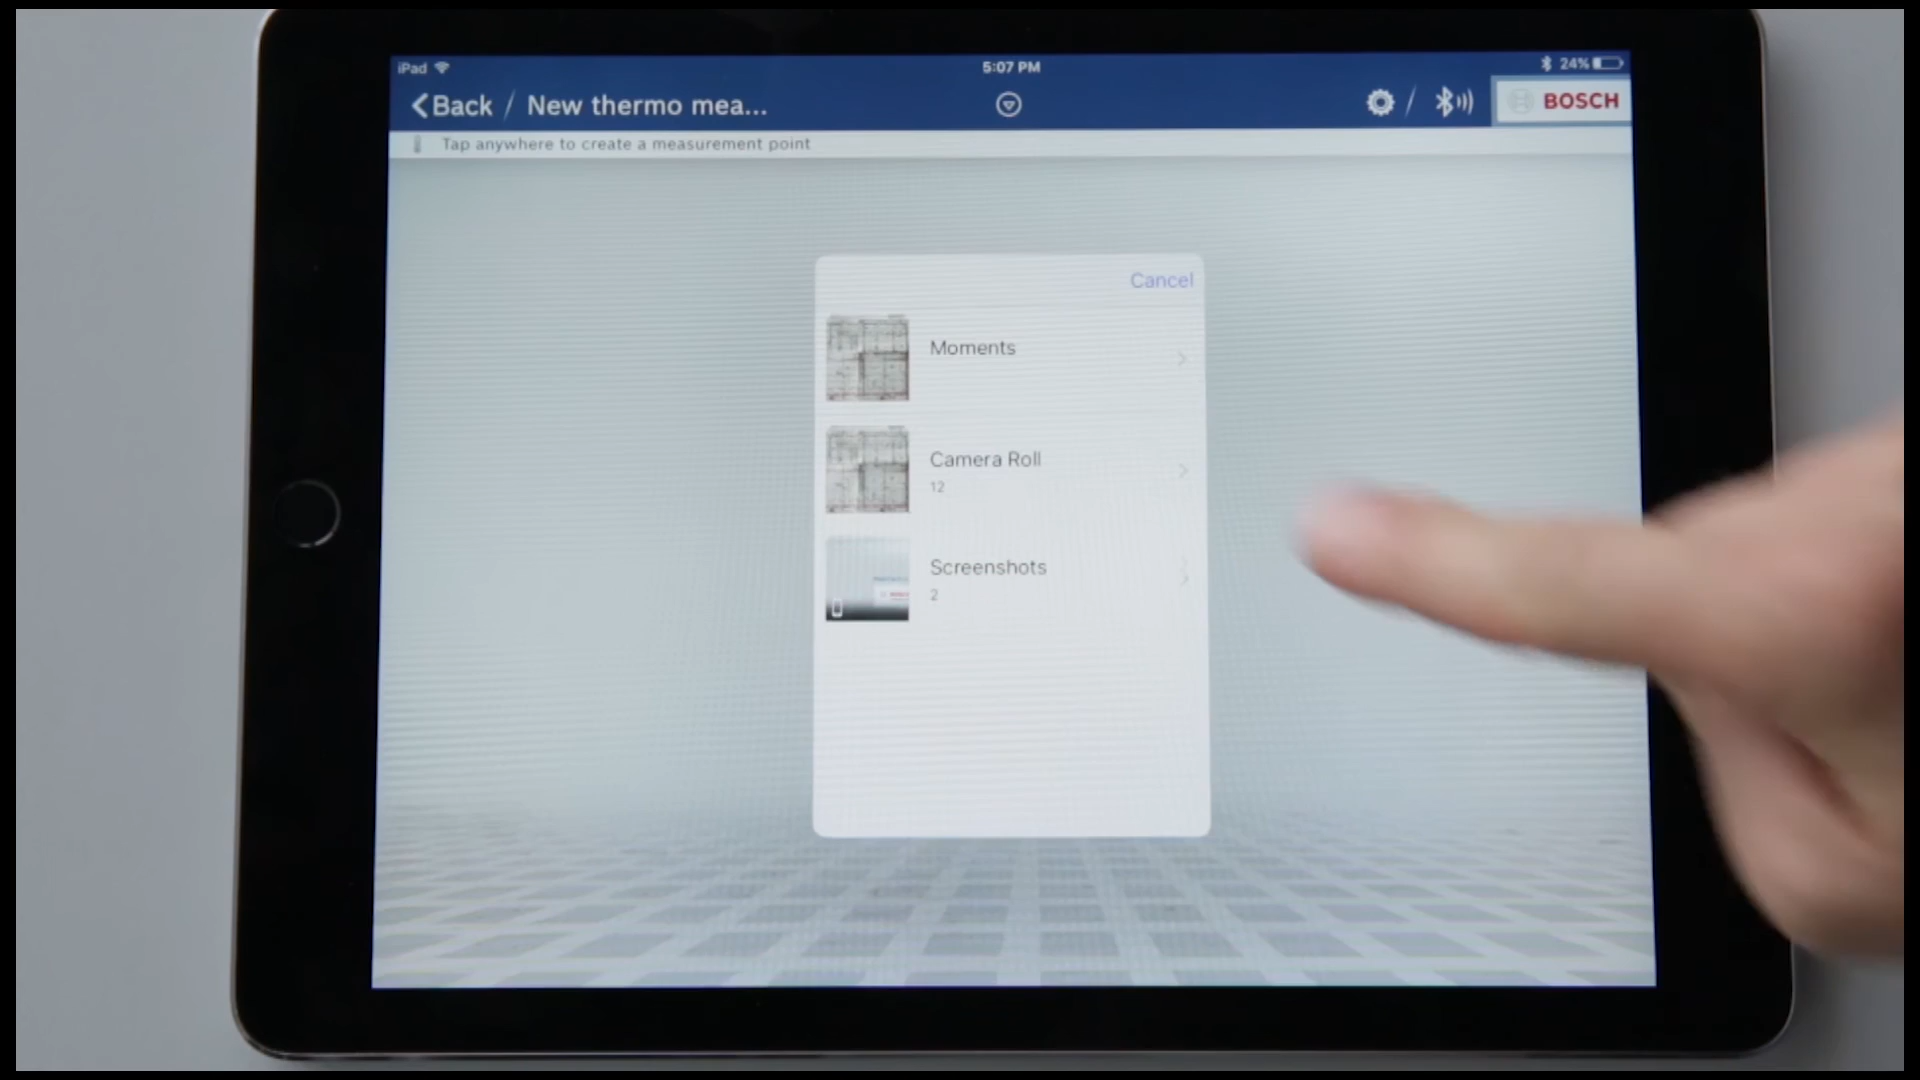 iPad 5:07 PM 24%
Back / New thermo mea... / BOSCH
Tap anywhere to create a measurement point
Cancel
Moments
Camera Roll
12
Screenshots
2